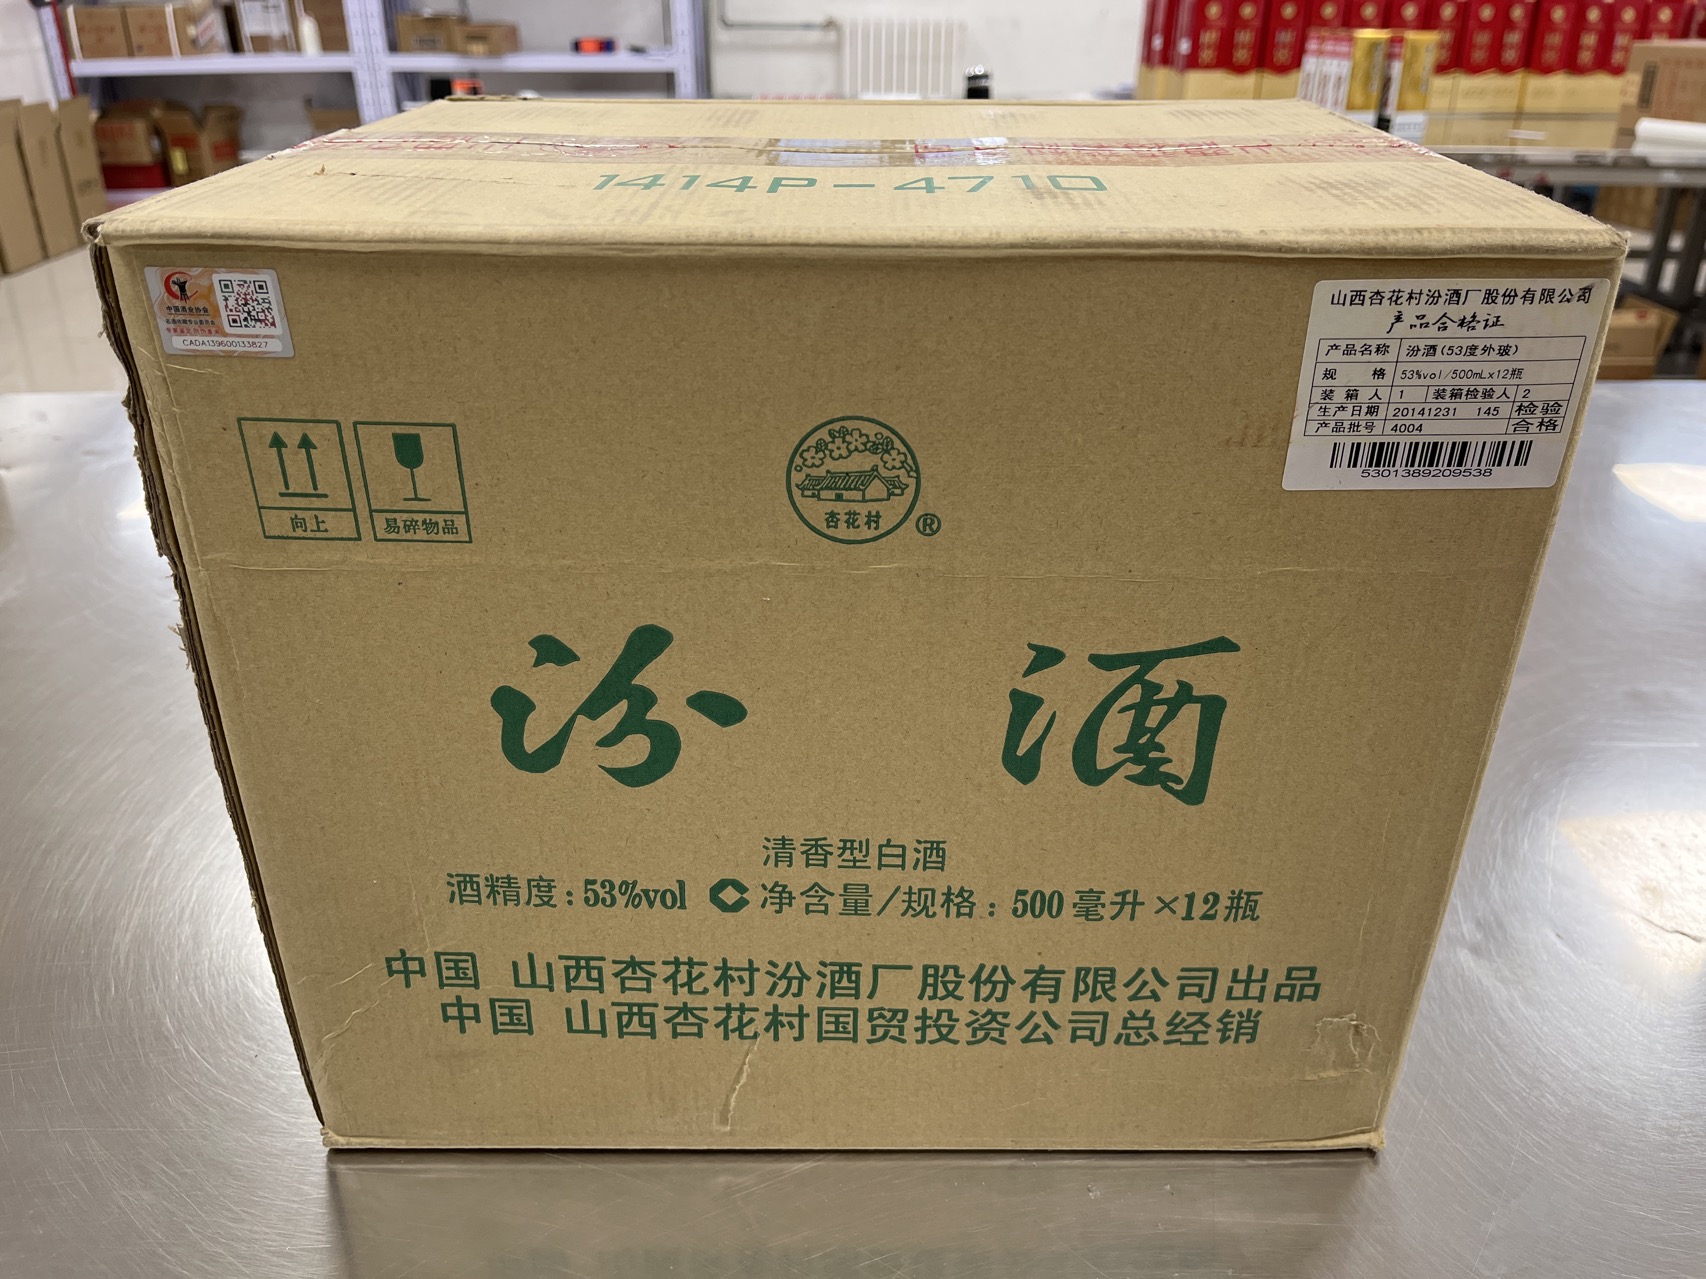 1414P-4710
中国酒业协会
CADA139600133827
向上
易碎物品
杏花村
®
山西杏花村汾酒厂股份有限公司
产品合格证
产品名称 汾酒(53度外玻)
规 格 53%vol/500mLx12瓶
装箱人 1 装箱检验人 2
生产日期 20141231 145 检验
产品批号 4004 合格
5301389209538
汾 酒
清香型白酒
酒精度:53%vol 净含量/规格:500毫升×12瓶
中国 山西杏花村汾酒厂股份有限公司出品
中国 山西杏花村国贸投资公司总经销